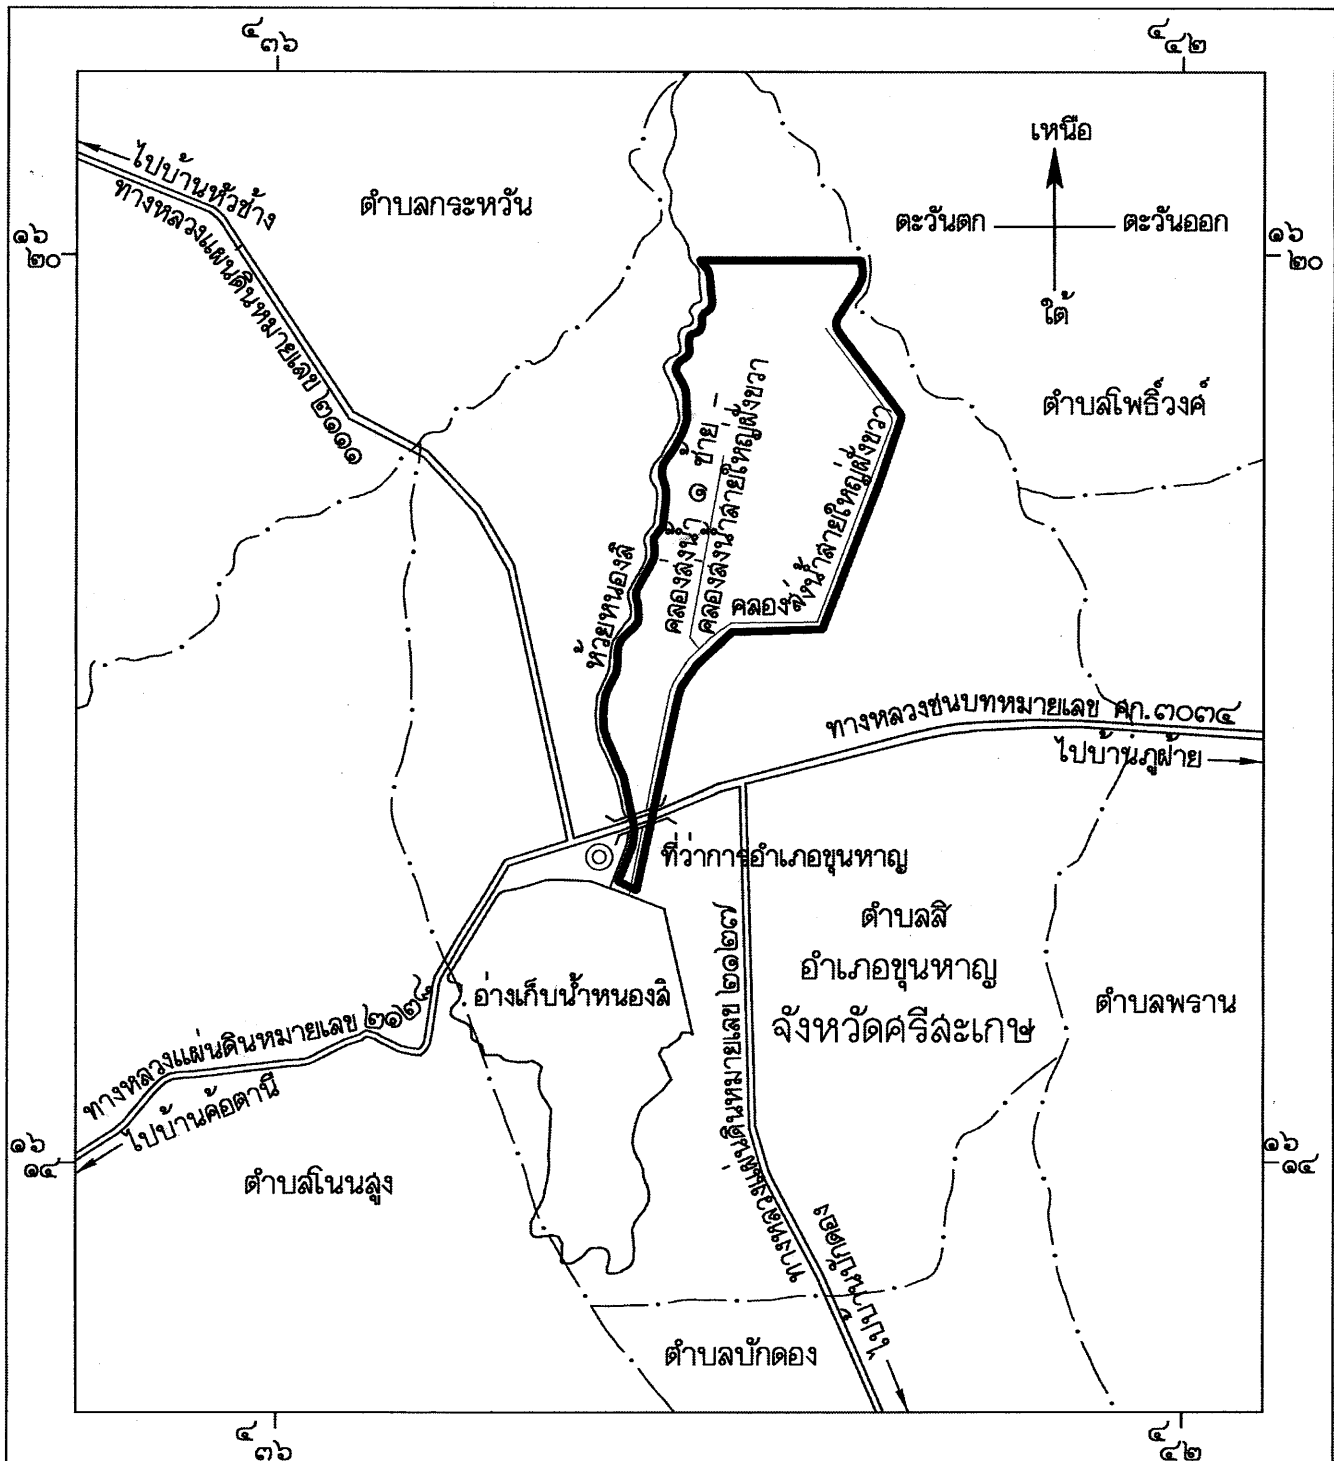 ๔ ๓๖
๔ ๔๒
เหนือ
ไปบ้านหัวช้าง
ทางหลวงแผ่นดินหมายเลข ๒๑๑๑
ตำบลกระหวัน
ตะวันตก
ตะวันออก
๑๖ ๒๐
๑๖ ๒๐
ใต้
ตำบลโพธิ์วงศ์
คลองส่งน้ำ ๑ ซ้าย -
คลองส่งน้ำสายใหญ่ฝั่งขวา
คลองส่งน้ำสายใหญ่ฝั่งขวา
ห้วยหนองสิ
ทางหลวงชนบทหมายเลข ศก.๓๐๓๔
ไปบ้านภูฝ้าย
ที่ว่าการอำเภอขุนหาญ
ตำบลสิ
อำเภอขุนหาญ
จังหวัดศรีสะเกษ
อ่างเก็บน้ำหนองสิ
ตำบลพราน
ทางหลวงแผ่นดินหมายเลข ๒๑๒๗
ทางหลวงแผ่นดินหมายเลข ๒๑๒๘
ไปบ้านค้อตานี
๑๖ ๑๔
๑๖ ๑๔
ตำบลโนนสูง
ไปบ้านบักดอง
ตำบลบักดอง
๔ ๓๖
๔ ๔๒